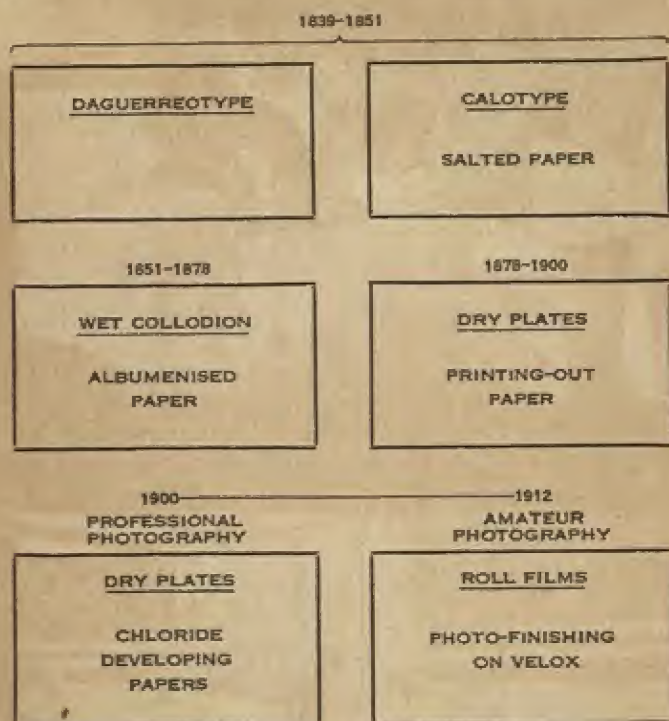 1839-1851
DAGUERREOTYPE
CALOTYPE
SALTED PAPER
1851-1878
WET COLLODION
ALBUMENISED
PAPER
1878-1900
DRY PLATES
PRINTING-OUT
PAPER
1900 1912
PROFESSIONAL
PHOTOGRAPHY
DRY PLATES
CHLORIDE
DEVELOPING
PAPERS
AMATEUR
PHOTOGRAPHY
ROLL FILMS
PHOTO-FINISHING
ON VELOX